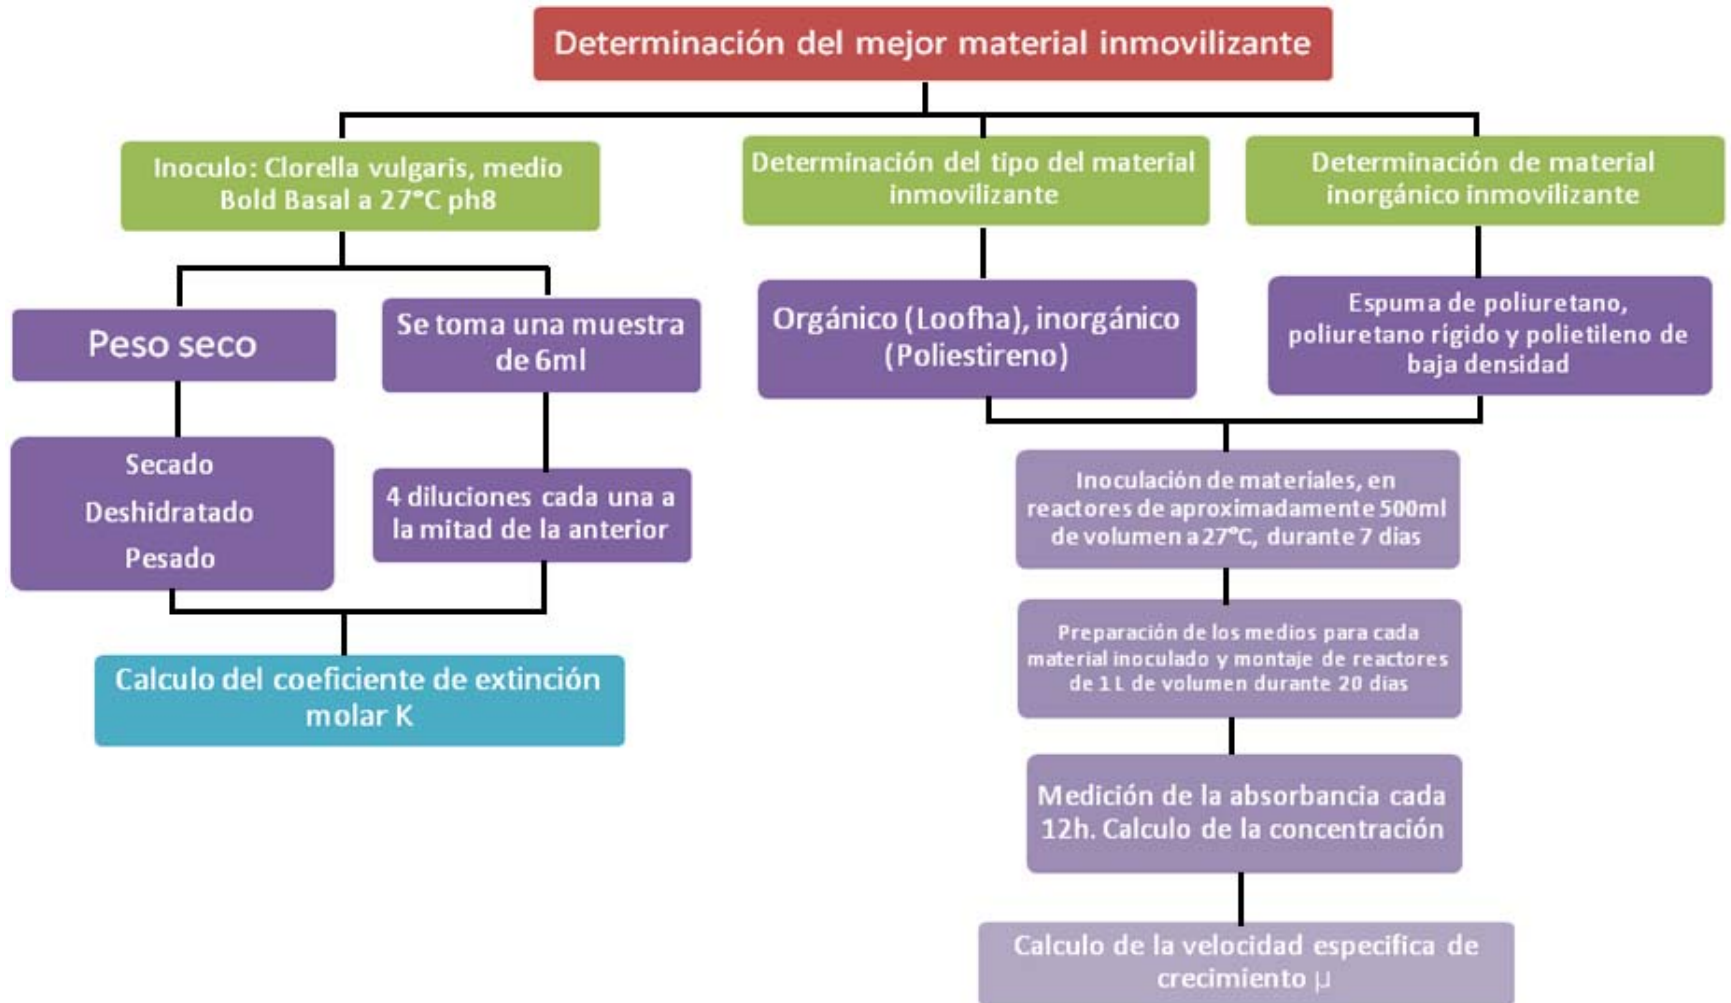 Determinación del mejor material inmovilizante
Inoculo: Clorella vulgaris, medio
Bold Basal a 27°C ph8
Determinación del tipo del material
inmovilizante
Determinación de material
inorgánico inmovilizante
Peso seco
Se toma una muestra
de 6ml
Orgánico (Loofha), inorgánico
(Poliestireno)
Espuma de poliuretano,
poliuretano rígido y polietileno de
baja densidad
Secado
Deshidratado
Pesado
4 diluciones cada una a
la mitad de la anterior
Inoculación de materiales, en
reactores de aproximadamente 500ml
de volumen a 27°C, durante 7 dias
Calculo del coeficiente de extinción
molar K
Preparación de los medios para cada
material inoculado y montaje de reactores
de 1 L de volumen durante 20 dias
Medición de la absorbancia cada
12h. Calculo de la concentración
Calculo de la velocidad especifica de
crecimiento μ